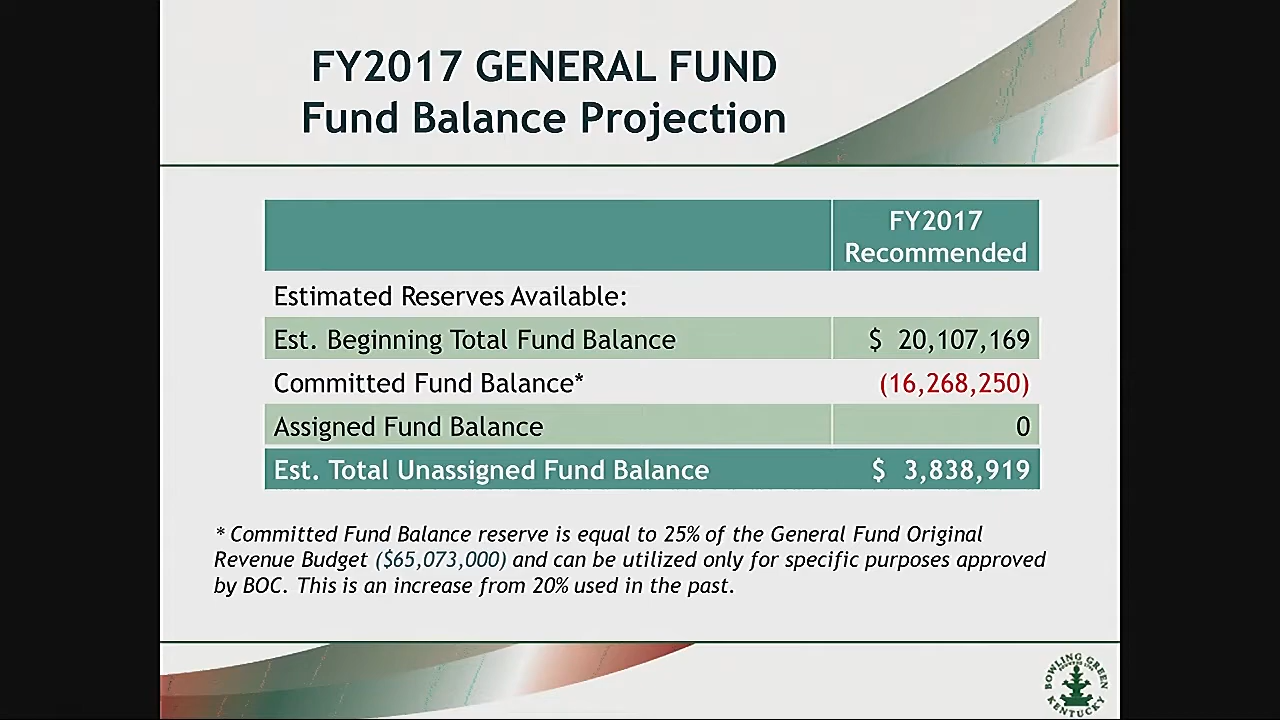 FY2017 GENERAL FUND
Fund Balance Projection
FY2017
Recommended
Estimated Reserves Available:
Est. Beginning Total Fund Balance $ 20,107,169
Committed Fund Balance* (16,268,250)
Assigned Fund Balance 0
Est. Total Unassigned Fund Balance $ 3,838,919
* Committed Fund Balance reserve is equal to 25% of the General Fund Original
Revenue Budget ($65,073,000) and can be utilized only for specific purposes approved
by BOC. This is an increase from 20% used in the past.
BOWLING GREEN
KENTUCKY